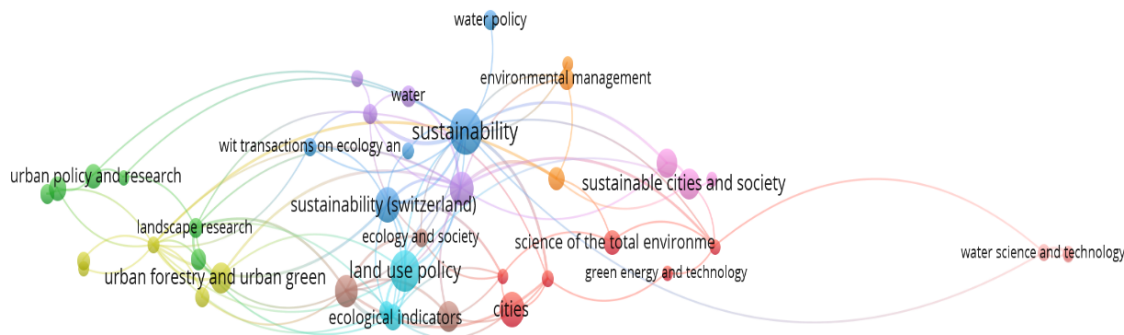 water policy
environmental management
water
sustainability
wit transactions on ecology an
urban policy and research
sustainable cities and society
sustainability (switzerland)
landscape research
ecology and society
science of the total environme
water science and technology
land use policy
green energy and technology
urban forestry and urban green
cities
ecological indicators